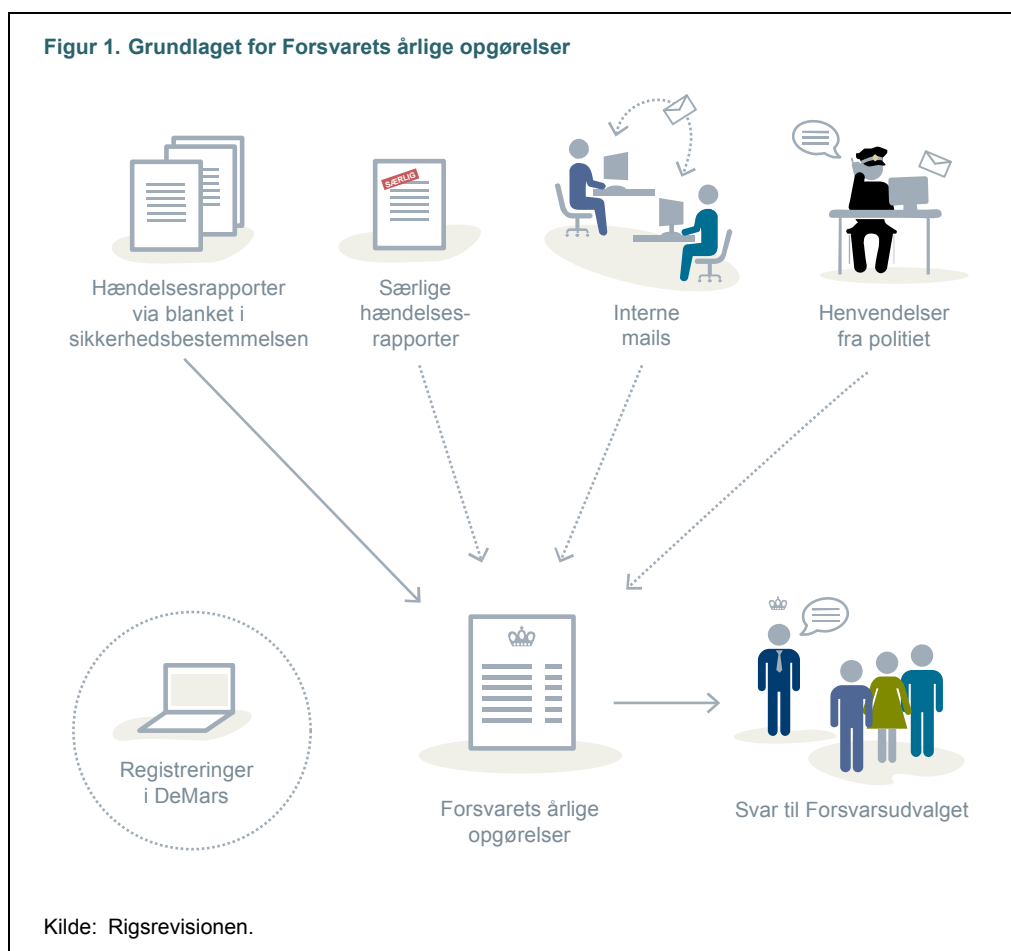 Figur 1. Grundlaget for Forsvarets årlige opgørelser
SÆRLIG
Hændelsesrapporter
via blanket i
sikkerhedsbestemmelsen
Særlige
hændelses-
rapporter
Interne
mails
Henvendelser
fra politiet
Registreringer
i DeMars
Forsvarets årlige
opgørelser
Svar til Forsvarsudvalget
Kilde: Rigsrevisionen.